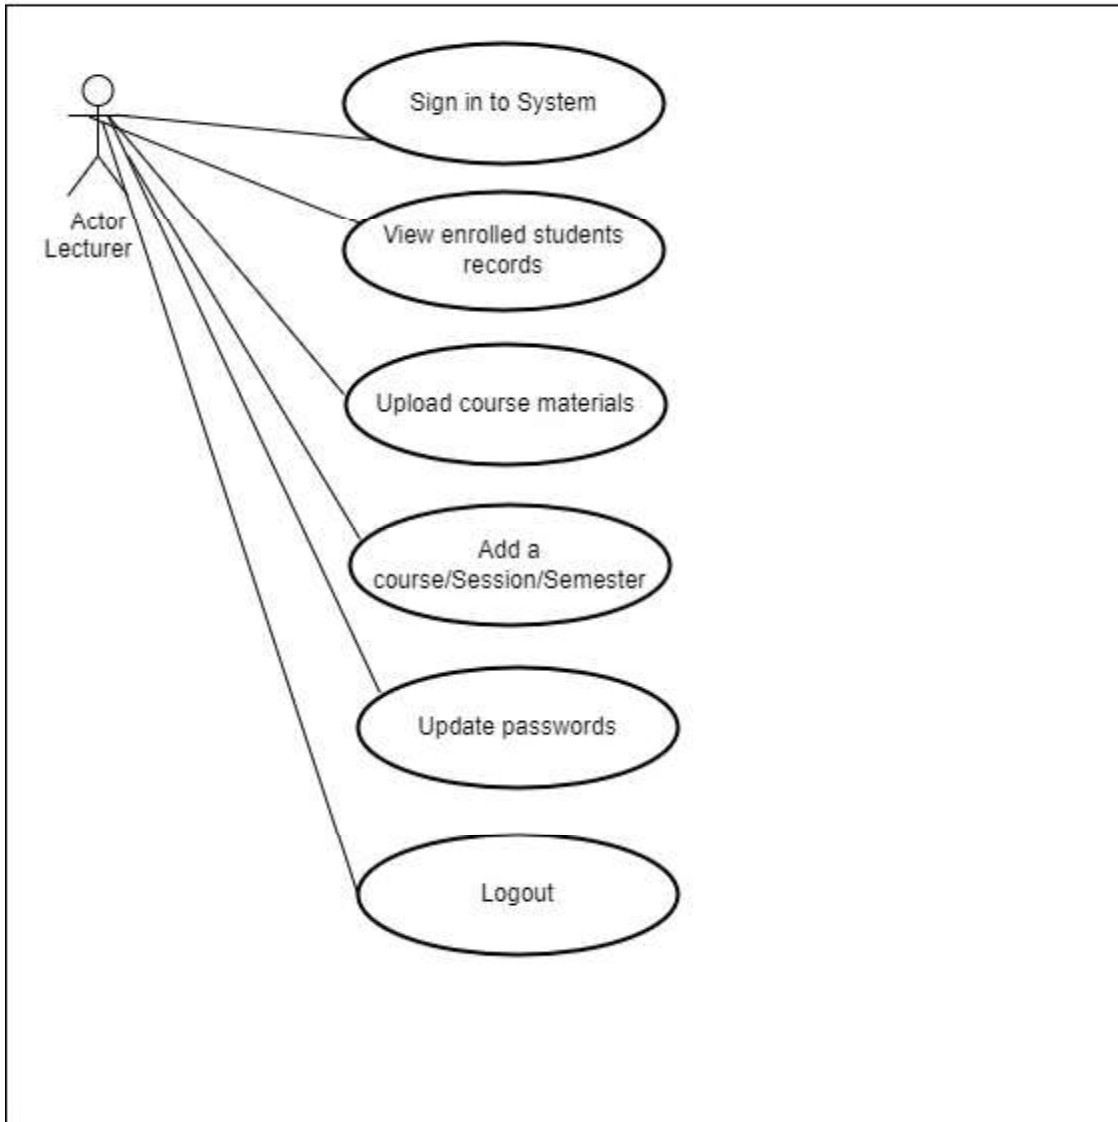 Sign in to System
Actor
Lecturer
View enrolled students
records
Upload course materials
Add a
course/Session/Semester
Update passwords
Logout